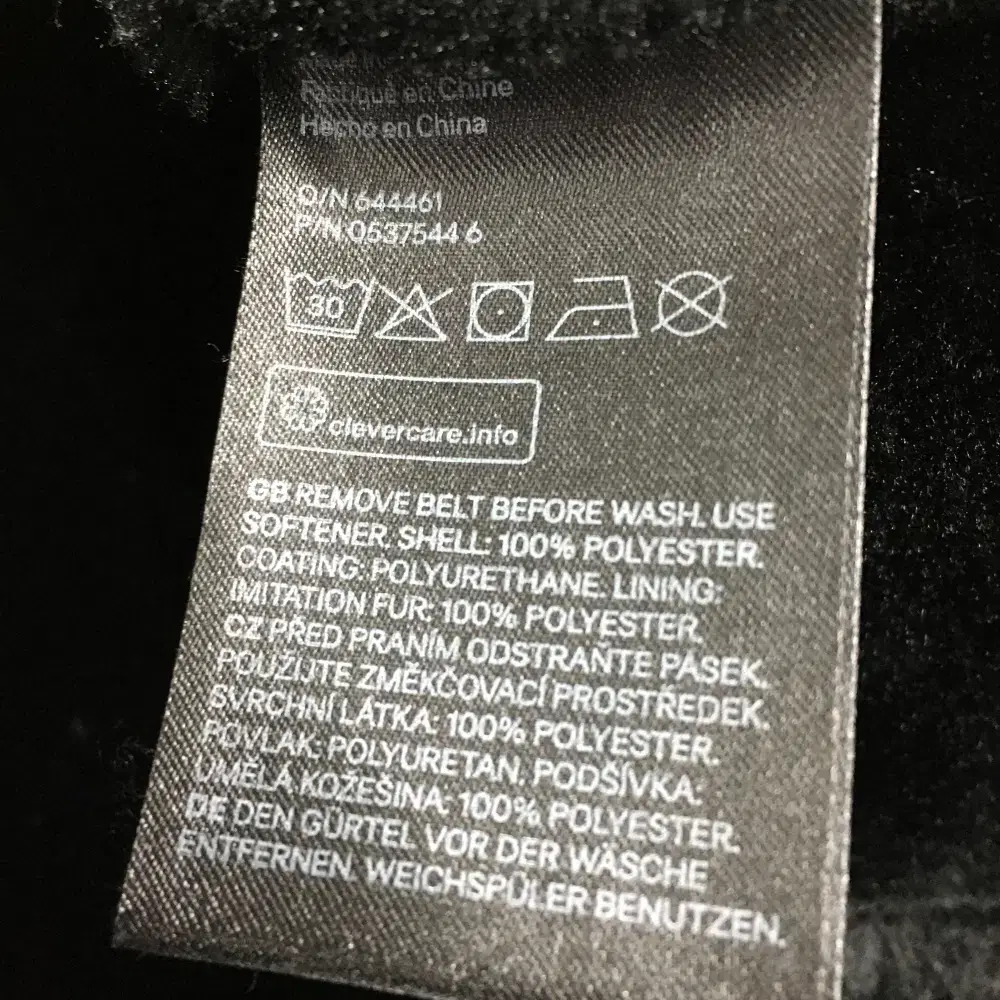 Fabriqué en Chine
Hecho en China
O/N 644461
P/N 0537544 6
30
clevercare.info
GB REMOVE BELT BEFORE WASH. USE
SOFTENER. SHELL: 100% POLYESTER.
COATING: POLYURETHANE. LINING:
IMITATION FUR: 100% POLYESTER.
CZ PŘED PRANÍM ODSTRAŇTE PÁSEK.
POUŽIJTE ZMĚKČOVACÍ PROSTŘEDEK.
SVRCHNÍ LÁTKA: 100% POLYESTER.
POVLAK: POLYURETAN. PODŠÍVKA:
UMĚLÁ KOŽEŠINA: 100% POLYESTER.
DE DEN GÜRTEL VOR DER WÄSCHE
ENTFERNEN. WEICHSPÜLER BENUTZEN.